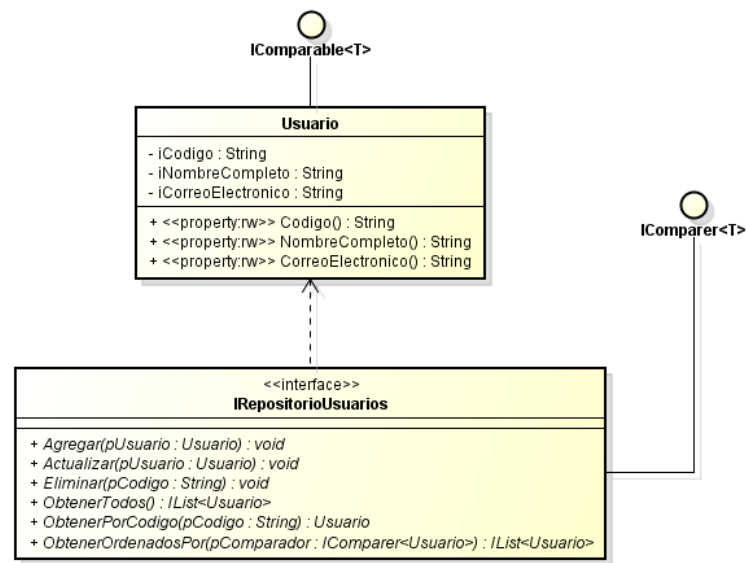 IComparable<T>
Usuario
- iCodigo : String
- iNombreCompleto : String
- iCorreoElectronico : String
+ <<property:rw>> Codigo() : String
+ <<property:rw>> NombreCompleto() : String
+ <<property:rw>> CorreoElectronico() : String
IComparer<T>
<<interface>>
IRepositorioUsuarios
+ Agregar(pUsuario : Usuario) : void
+ Actualizar(pUsuario : Usuario) : void
+ Eliminar(pCodigo : String) : void
+ ObtenerTodos() : IList<Usuario>
+ ObtenerPorCodigo(pCodigo : String) : Usuario
+ ObtenerOrdenadosPor(pComparador : IComparer<Usuario>) : IList<Usuario>